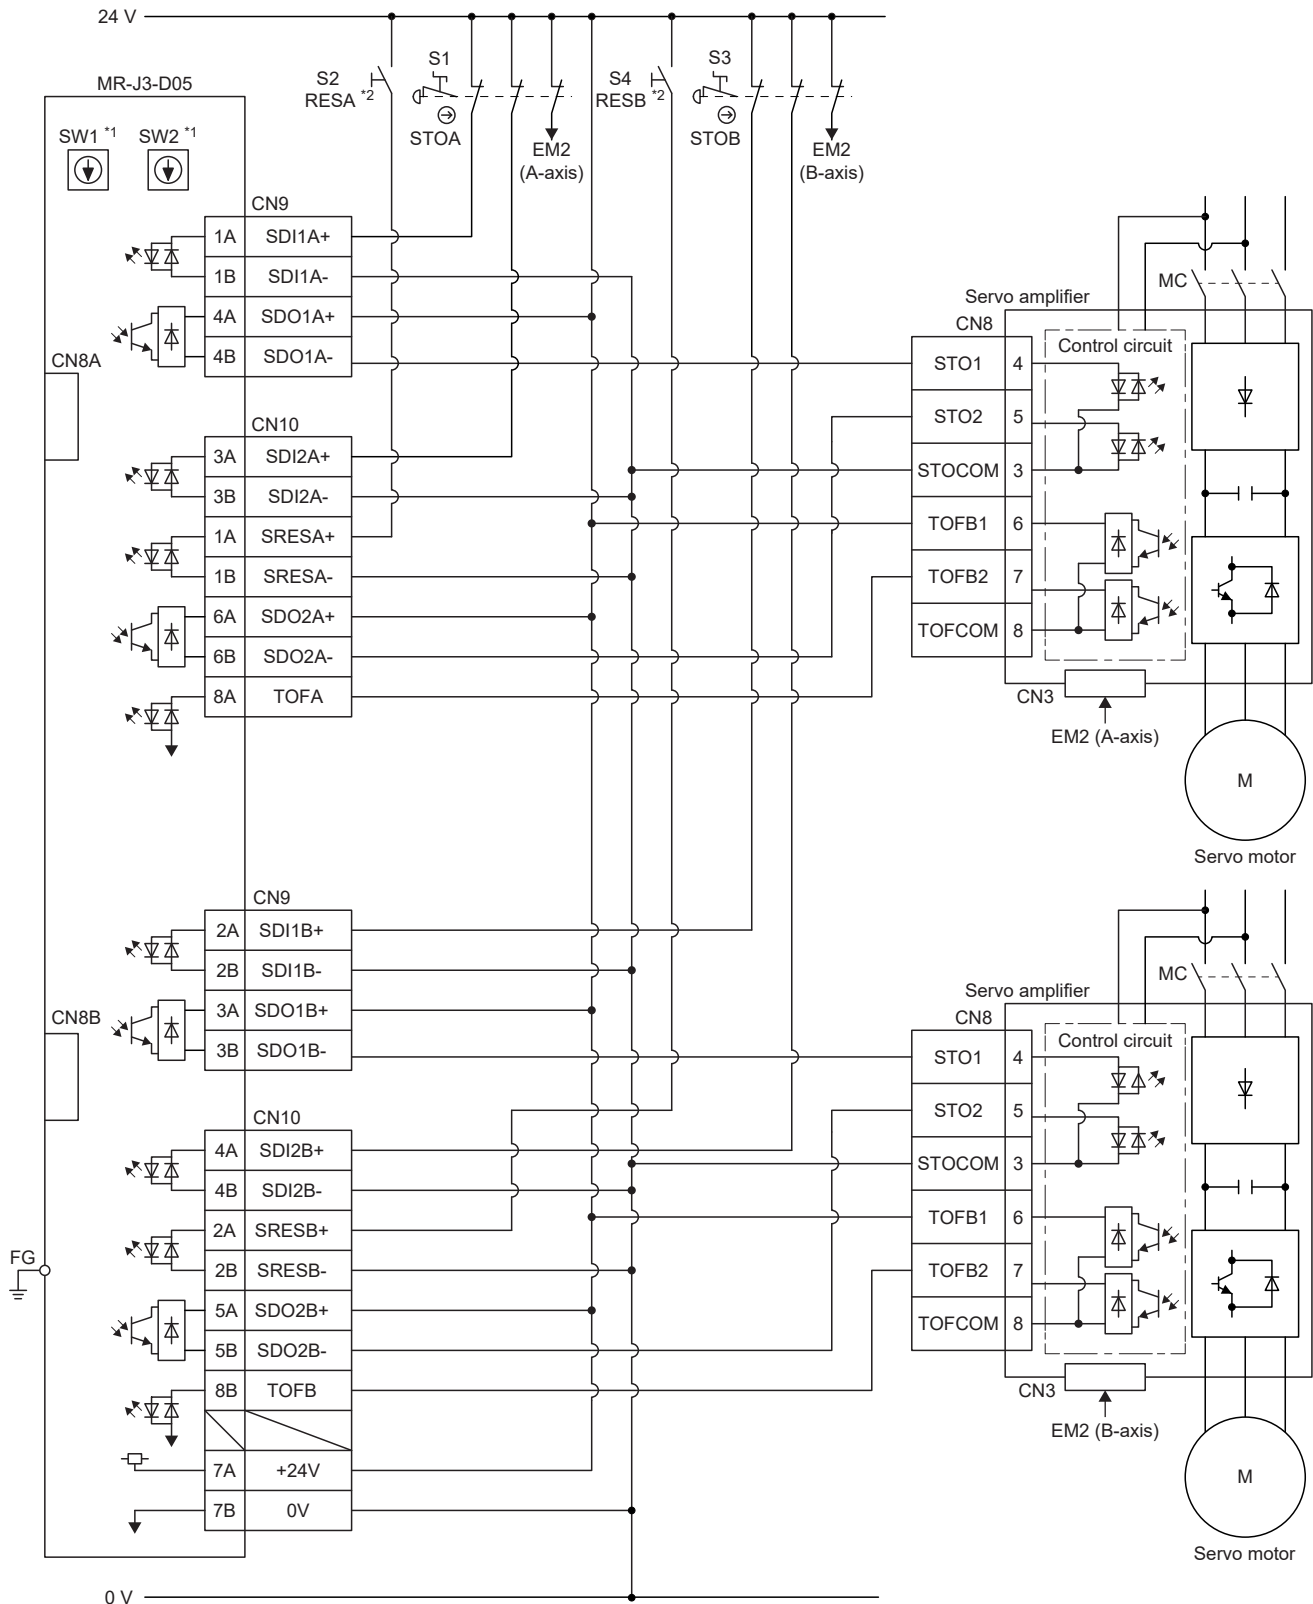 24 V
MR-J3-D05
SW1 *1
SW2 *1
S2
RESA *2
S1
STOA
EM2
(A-axis)
S4
RESB *2
S3
STOB
EM2
(B-axis)
CN9
1A SDI1A+
1B SDI1A-
4A SDO1A+
4B SDO1A-
CN8A
CN10
3A SDI2A+
3B SDI2A-
1A SRESA+
1B SRESA-
6A SDO2A+
6B SDO2A-
8A TOFA
MC
Servo amplifier
CN8
Control circuit
STO1 4
STO2 5
STOCOM 3
TOFB1 6
TOFB2 7
TOFCOM 8
CN3
EM2 (A-axis)
M
Servo motor
CN9
2A SDI1B+
2B SDI1B-
3A SDO1B+
3B SDO1B-
CN8B
CN10
4A SDI2B+
4B SDI2B-
2A SRESB+
2B SRESB-
5A SDO2B+
5B SDO2B-
8B TOFB
7A +24V
7B 0V
FG
MC
Servo amplifier
CN8
Control circuit
STO1 4
STO2 5
STOCOM 3
TOFB1 6
TOFB2 7
TOFCOM 8
CN3
EM2 (B-axis)
M
Servo motor
0 V